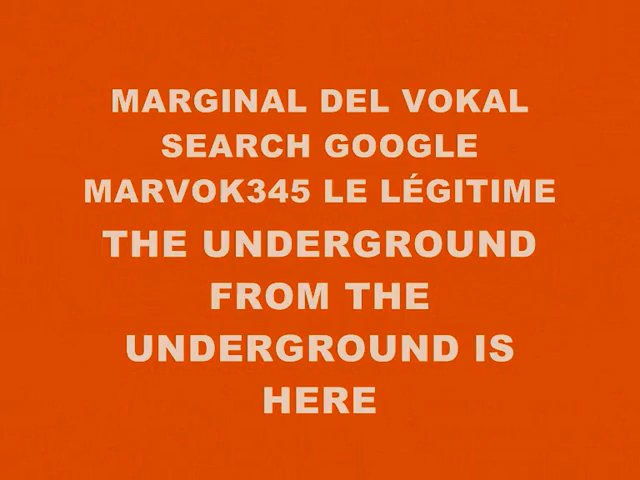 MARGINAL DEL VOKAL
SEARCH GOOGLE
MARVOK345 LE LÉGITIME
THE UNDERGROUND
FROM THE
UNDERGROUND IS
HERE